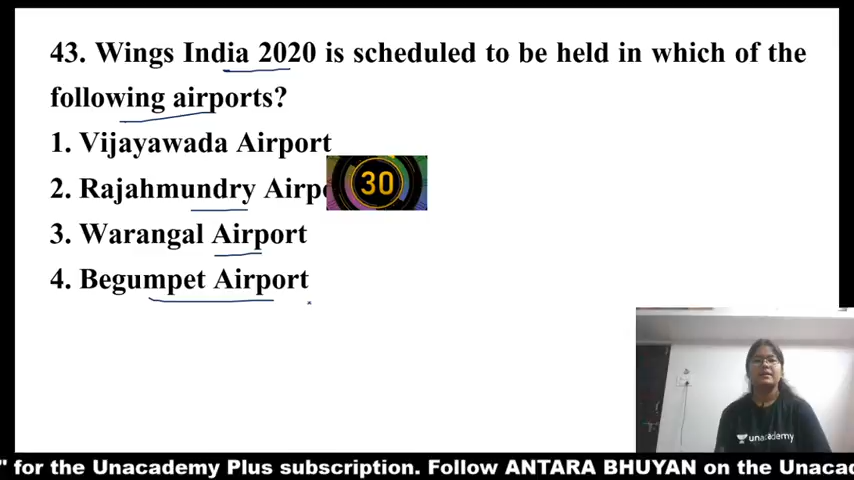 43. Wings India 2020 is scheduled to be held in which of the
following airports?
1. Vijayawada Airport
2. Rajahmundry Airpo
30
3. Warangal Airport
4. Begumpet Airport
unacademy
" for the Unacademy Plus subscription. Follow ANTARA BHUYAN on the Unacad